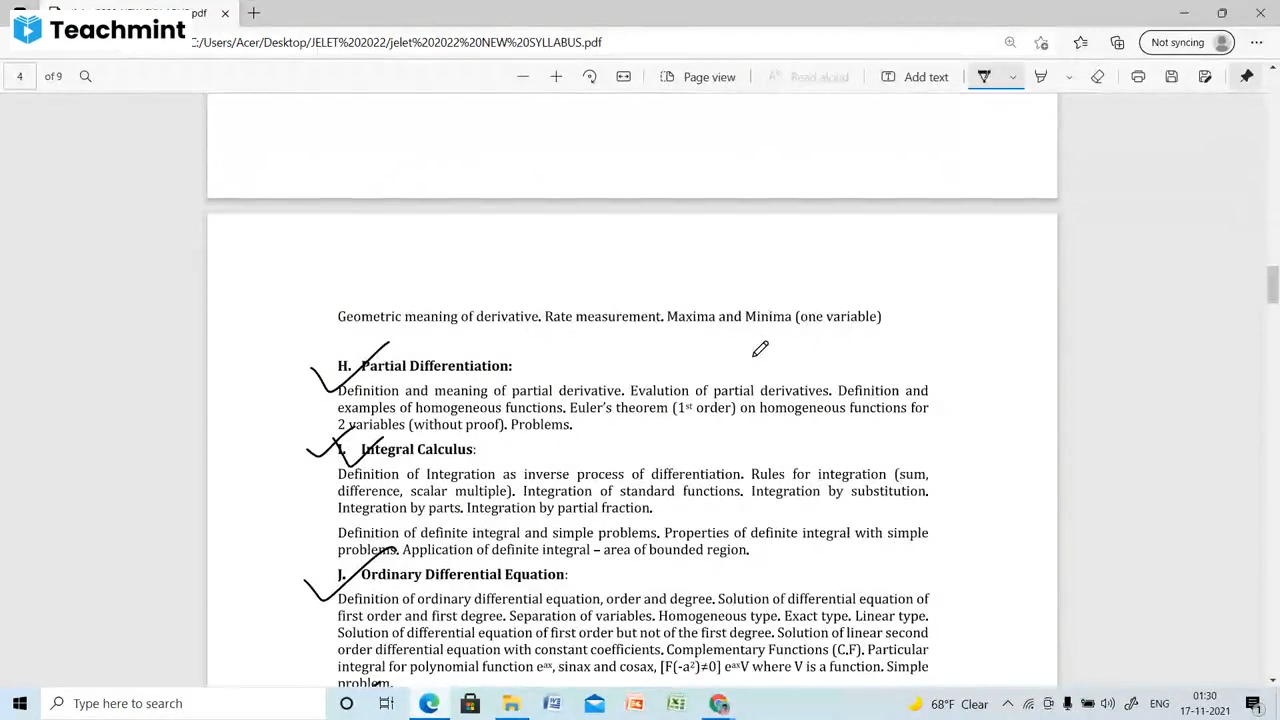 pdf
Teachmint
C:/Users/Acer/Desktop/JELET%202022/jelet%202022%20NEW%20SYLLABUS.pdf
Not syncing
4 of 9
Page view
Read aloud
Add text
Geometric meaning of derivative. Rate measurement. Maxima and Minima (one variable)
H. Partial Differentiation:
Definition and meaning of partial derivative. Evalution of partial derivatives. Definition and
examples of homogeneous functions. Euler's theorem (1st order) on homogeneous functions for
2 variables (without proof). Problems.
I. Integral Calculus:
Definition of Integration as inverse process of differentiation. Rules for integration (sum,
difference, scalar multiple). Integration of standard functions. Integration by substitution.
Integration by parts. Integration by partial fraction.
Definition of definite integral and simple problems. Properties of definite integral with simple
problems. Application of definite integral – area of bounded region.
J. Ordinary Differential Equation:
Definition of ordinary differential equation, order and degree. Solution of differential equation of
first order and first degree. Separation of variables. Homogeneous type. Exact type. Linear type.
Solution of differential equation of first order but not of the first degree. Solution of linear second
order differential equation with constant coefficients. Complementary Functions (C.F). Particular
integral for polynomial function eax, sinax and cosax, [F(-a2)≠0] eaxV where V is a function. Simple
problem.
Type here to search
68°F Clear
01:30
17-11-2021